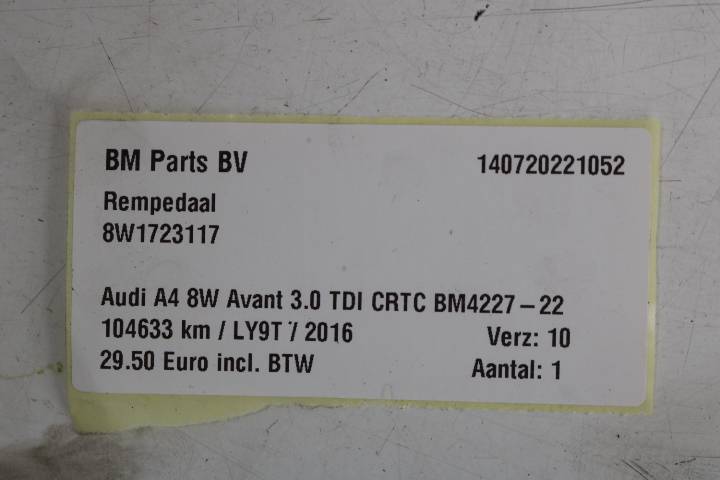 BM Parts BV 140720221052
Rempedaal
8W1723117
Audi A4 8W Avant 3.0 TDI CRTC BM4227-22
104633 km / LY9T / 2016 Verz: 10
29.50 Euro incl. BTW Aantal: 1